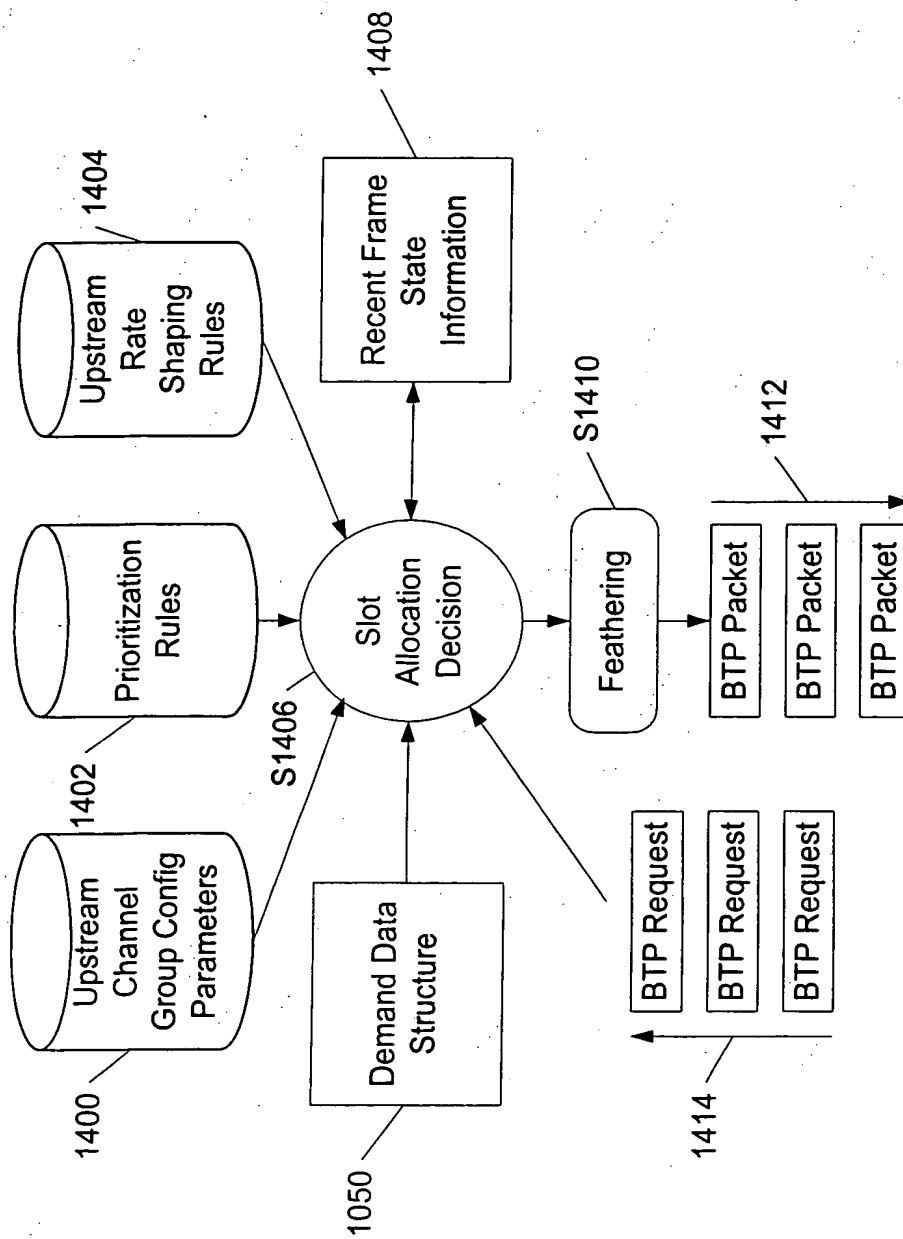 1400
Upstream
Channel
Group Config
Parameters
1402
Prioritization
Rules
1404
Upstream
Rate
Shaping
Rules
S1406
Slot
Allocation
Decision
1050
Demand Data
Structure
1408
Recent Frame
State
Information
S1410
Feathering
1412
BTP Packet
BTP Packet
BTP Packet
1414
BTP Request
BTP Request
BTP Request